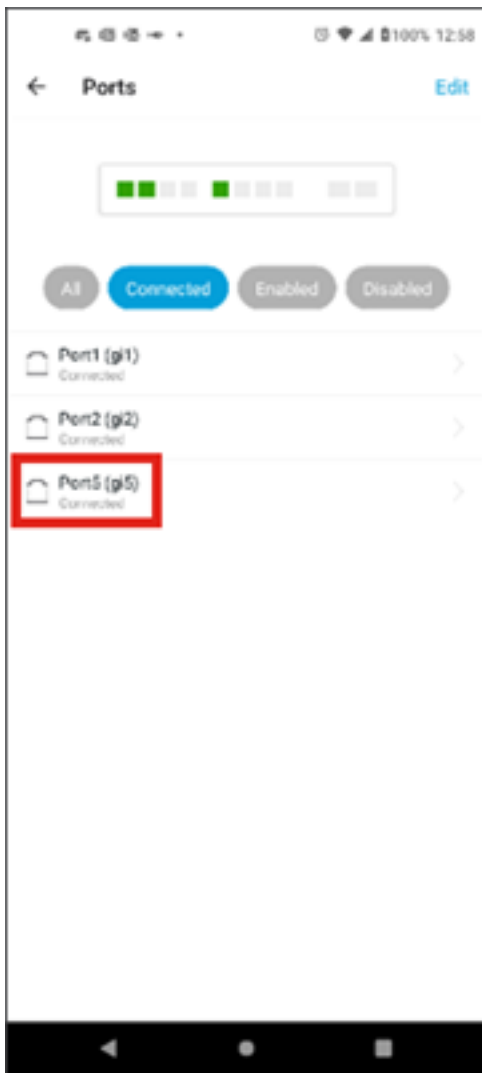 100% 12:58
Ports
Edit
All
Connected
Enabled
Disabled
Port1 (gi1)
Connected
Port2 (gi2)
Connected
Port5 (gi5)
Connected